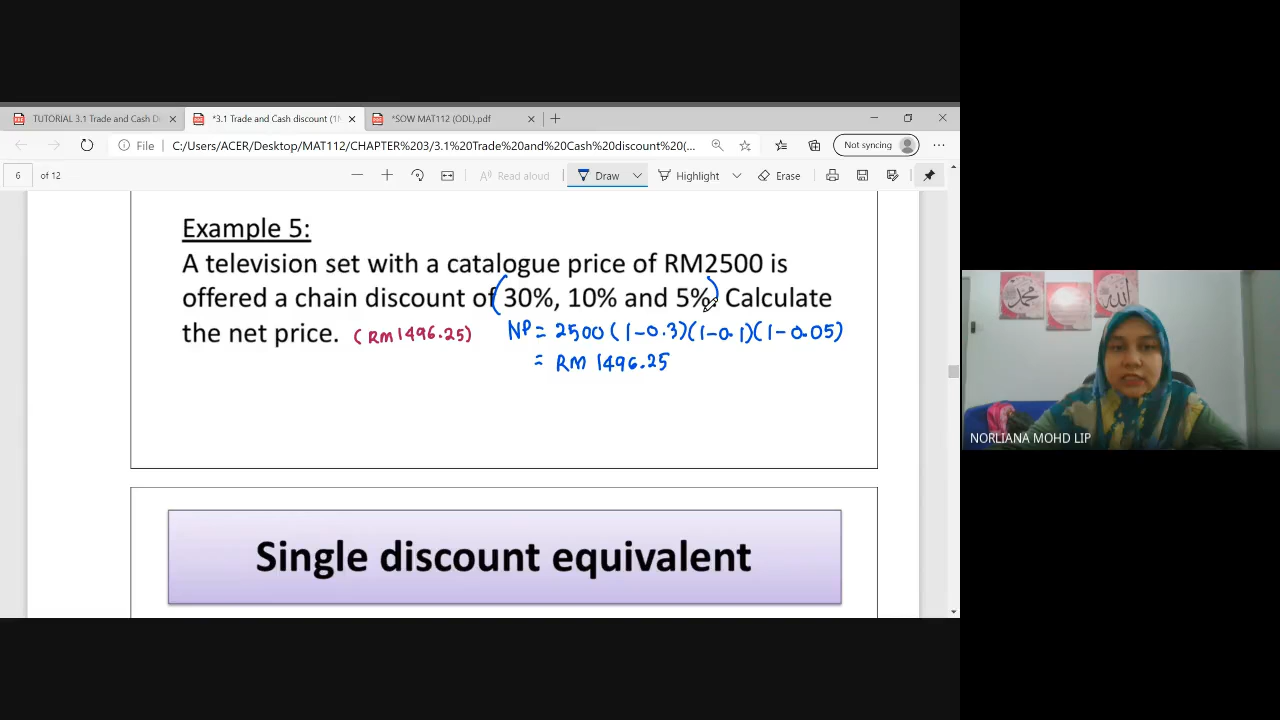 TUTORIAL 3.1 Trade and Cash Di
*3.1 Trade and Cash discount (1M
*SOW MAT112 (ODL).pdf
File
C:/Users/ACER/Desktop/MAT112/CHAPTER%203/3.1%20Trade%20and%20Cash%20discount%20(...
Not syncing
6 of 12
Read aloud
Draw
Highlight
Erase
Example 5:
A television set with a catalogue price of RM2500 is
offered a chain discount of (30%, 10% and 5%) Calculate
the net price. (RM1496.25) NP = 2500(1-0.3)(1-0.1)(1-0.05)
= RM 1496.25
NORLIANA MOHD LIP
Single discount equivalent